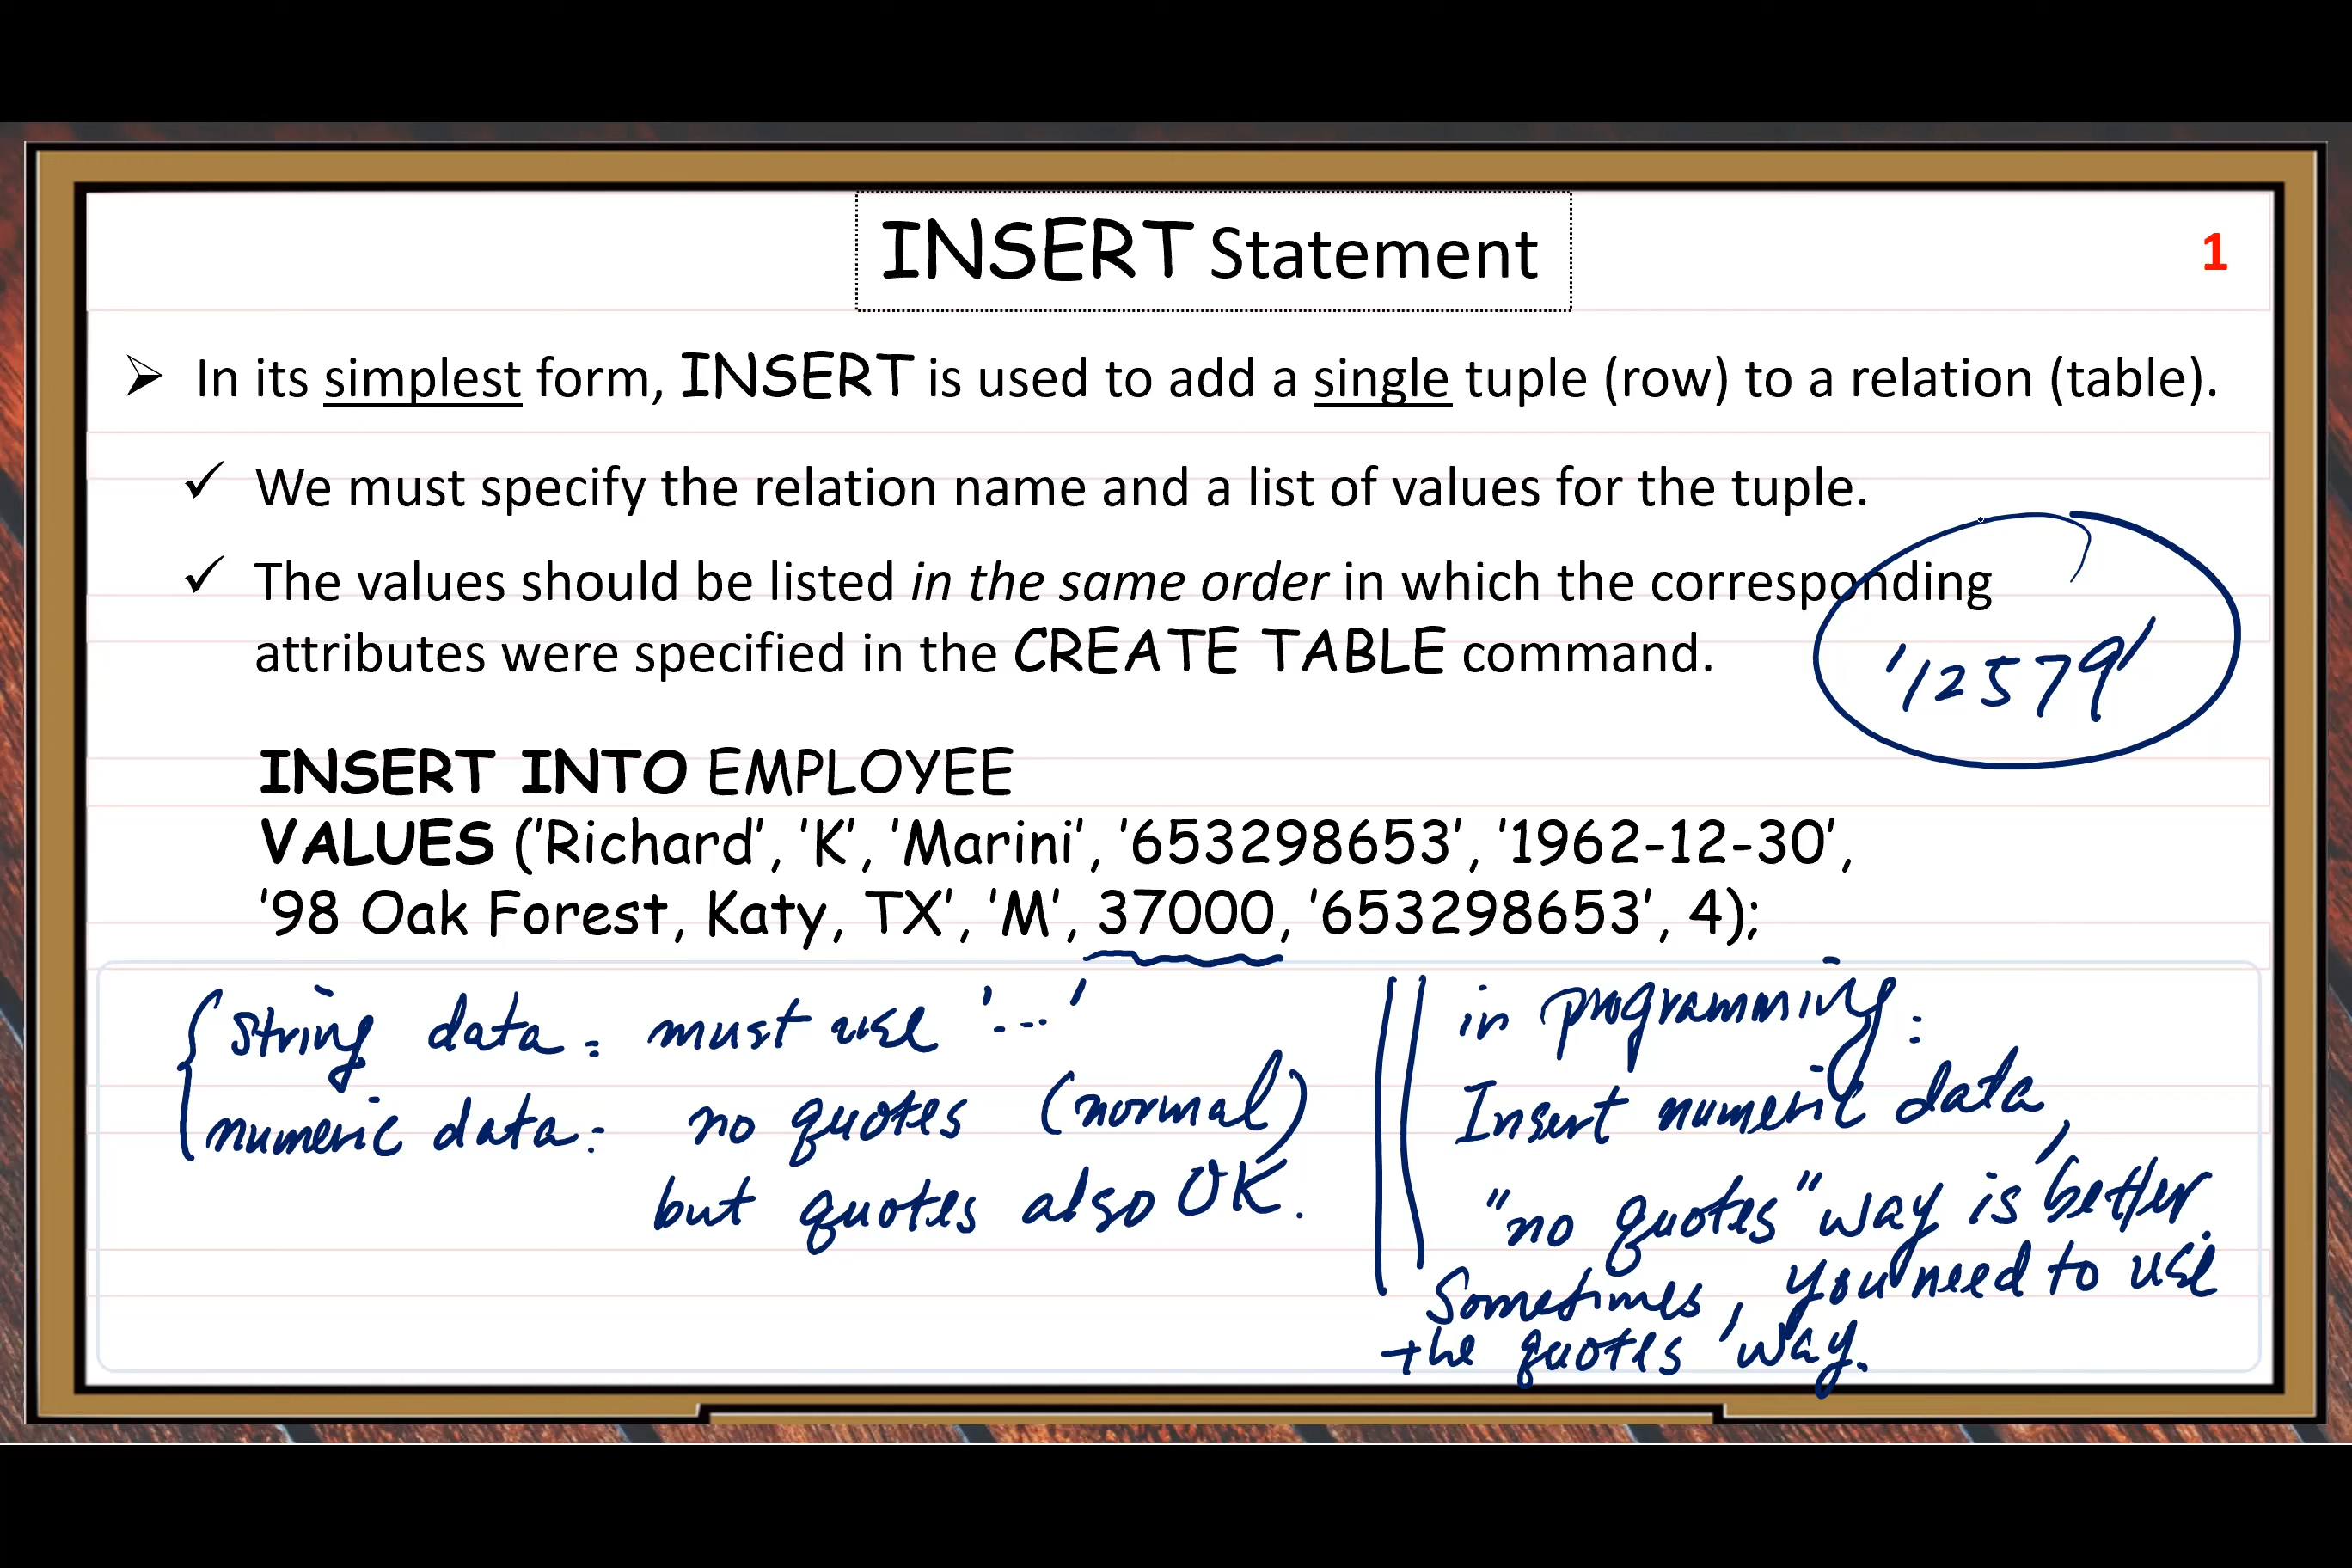 INSERT Statement
1
➢ In its simplest form, INSERT is used to add a single tuple (row) to a relation (table).
✓ We must specify the relation name and a list of values for the tuple.
✓ The values should be listed in the same order in which the corresponding
attributes were specified in the CREATE TABLE command.
'12579'
INSERT INTO EMPLOYEE
VALUES ('Richard', 'K', 'Marini', '653298653', '1962-12-30',
'98 Oak Forest, Katy, TX', 'M', 37000, '653298653', 4);
string data: must use '---'
numeric data: no quotes (normal)
but quotes also OK.
in programming:
Insert numeric data,
"no quotes" way is better.
Sometimes, you need to use
the quotes way.